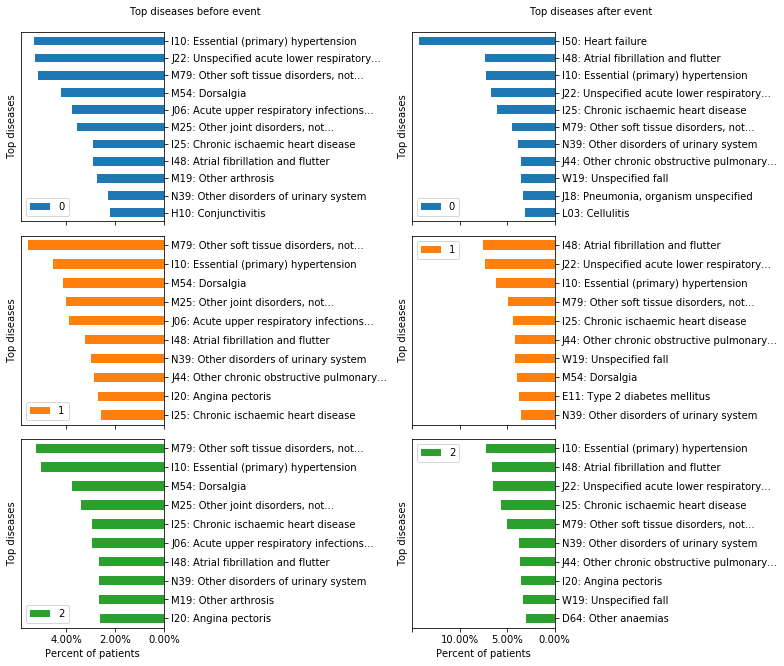 Top diseases before event
Top diseases
I10: Essential (primary) hypertension
J22: Unspecified acute lower respiratory...
M79: Other soft tissue disorders, not...
M54: Dorsalgia
J06: Acute upper respiratory infections...
M25: Other joint disorders, not...
I25: Chronic ischaemic heart disease
I48: Atrial fibrillation and flutter
M19: Other arthrosis
N39: Other disorders of urinary system
H10: Conjunctivitis
0
Top diseases
M79: Other soft tissue disorders, not...
I10: Essential (primary) hypertension
M54: Dorsalgia
M25: Other joint disorders, not...
J06: Acute upper respiratory infections...
I48: Atrial fibrillation and flutter
N39: Other disorders of urinary system
J44: Other chronic obstructive pulmonary...
I20: Angina pectoris
I25: Chronic ischaemic heart disease
1
Top diseases
M79: Other soft tissue disorders, not...
I10: Essential (primary) hypertension
M54: Dorsalgia
M25: Other joint disorders, not...
I25: Chronic ischaemic heart disease
J06: Acute upper respiratory infections...
I48: Atrial fibrillation and flutter
N39: Other disorders of urinary system
M19: Other arthrosis
I20: Angina pectoris
2
4.00% 2.00% 0.00%
Percent of patients
Top diseases after event
Top diseases
I50: Heart failure
I48: Atrial fibrillation and flutter
I10: Essential (primary) hypertension
J22: Unspecified acute lower respiratory...
I25: Chronic ischaemic heart disease
M79: Other soft tissue disorders, not...
N39: Other disorders of urinary system
J44: Other chronic obstructive pulmonary...
W19: Unspecified fall
J18: Pneumonia, organism unspecified
L03: Cellulitis
0
Top diseases
1
I48: Atrial fibrillation and flutter
J22: Unspecified acute lower respiratory...
I10: Essential (primary) hypertension
M79: Other soft tissue disorders, not...
I25: Chronic ischaemic heart disease
J44: Other chronic obstructive pulmonary...
W19: Unspecified fall
M54: Dorsalgia
E11: Type 2 diabetes mellitus
N39: Other disorders of urinary system
Top diseases
2
I10: Essential (primary) hypertension
I48: Atrial fibrillation and flutter
J22: Unspecified acute lower respiratory...
I25: Chronic ischaemic heart disease
M79: Other soft tissue disorders, not...
N39: Other disorders of urinary system
J44: Other chronic obstructive pulmonary...
I20: Angina pectoris
W19: Unspecified fall
D64: Other anaemias
10.00% 5.00% 0.00%
Percent of patients